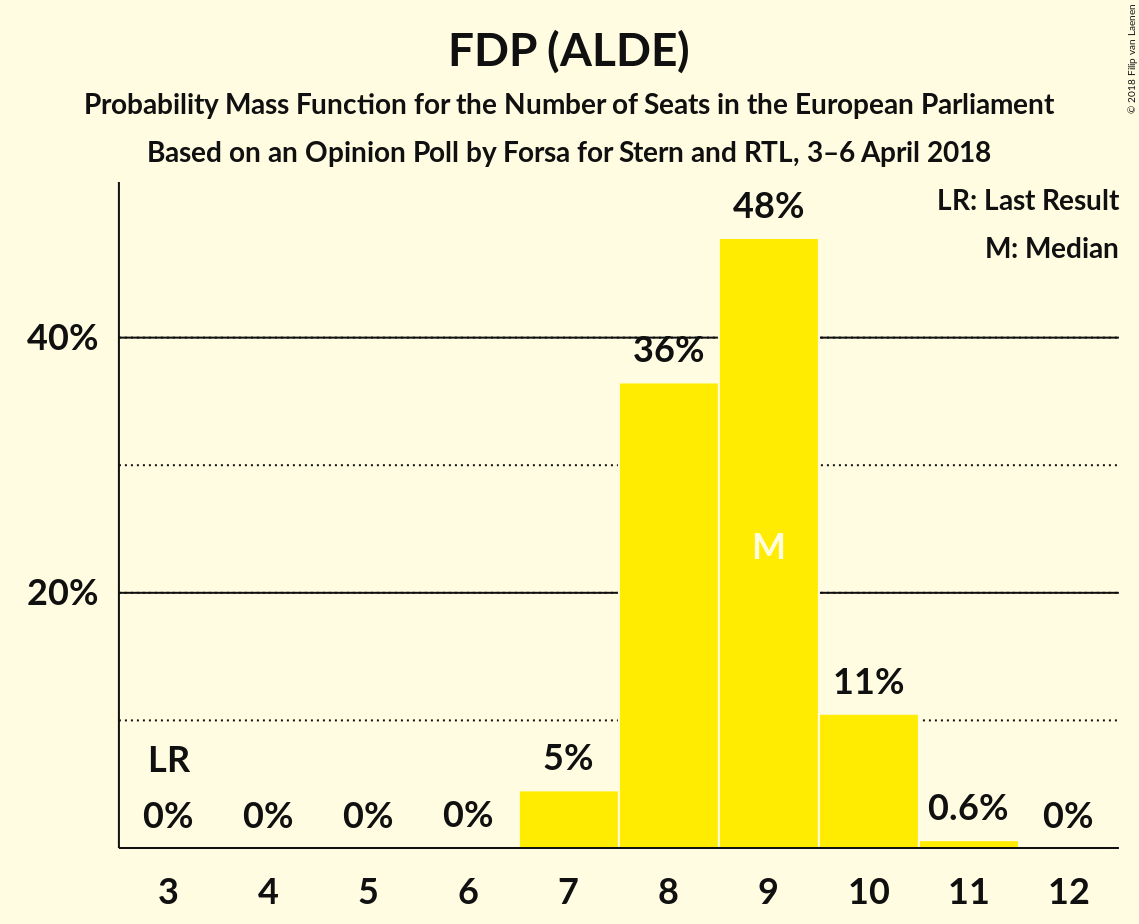 FDP (ALDE)
Probability Mass Function for the Number of Seats in the European Parliament
Based on an Opinion Poll by Forsa for Stern and RTL, 3–6 April 2018
© 2018 Filip van Laenen
LR: Last Result
M: Median
48%
40%
36%
M
20%
11%
5%
LR
0%
0%
0%
0%
0.6%
0%
3 4 5 6 7 8 9 10 11 12